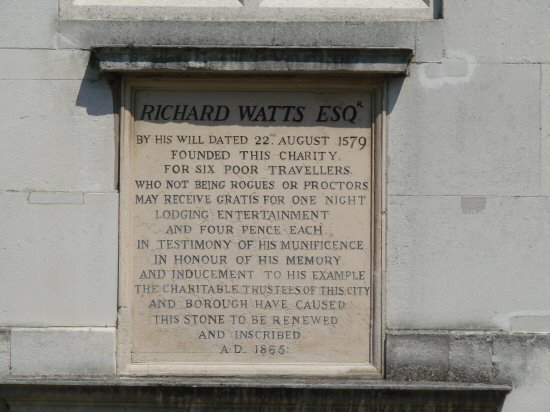 RICHARD WATTS ESQR.
BY HIS WILL DATED 22ND. AUGUST 1579
FOUNDED THIS CHARITY.
FOR SIX POOR TRAVELLERS.
WHO NOT BEING ROGUES OR PROCTORS
MAY RECEIVE GRATIS FOR ONE NIGHT
LODGING ENTERTAINMENT
AND FOUR PENCE EACH.
IN TESTIMONY OF HIS MUNIFICENCE
IN HONOUR OF HIS MEMORY
AND INDUCEMENT TO HIS EXAMPLE
THE CHARITABLE TRUSTEES OF THIS CITY
AND BOROUGH HAVE CAUSED
THIS STONE TO BE RENEWED
AND INSCRIBED
A.D. 1865.